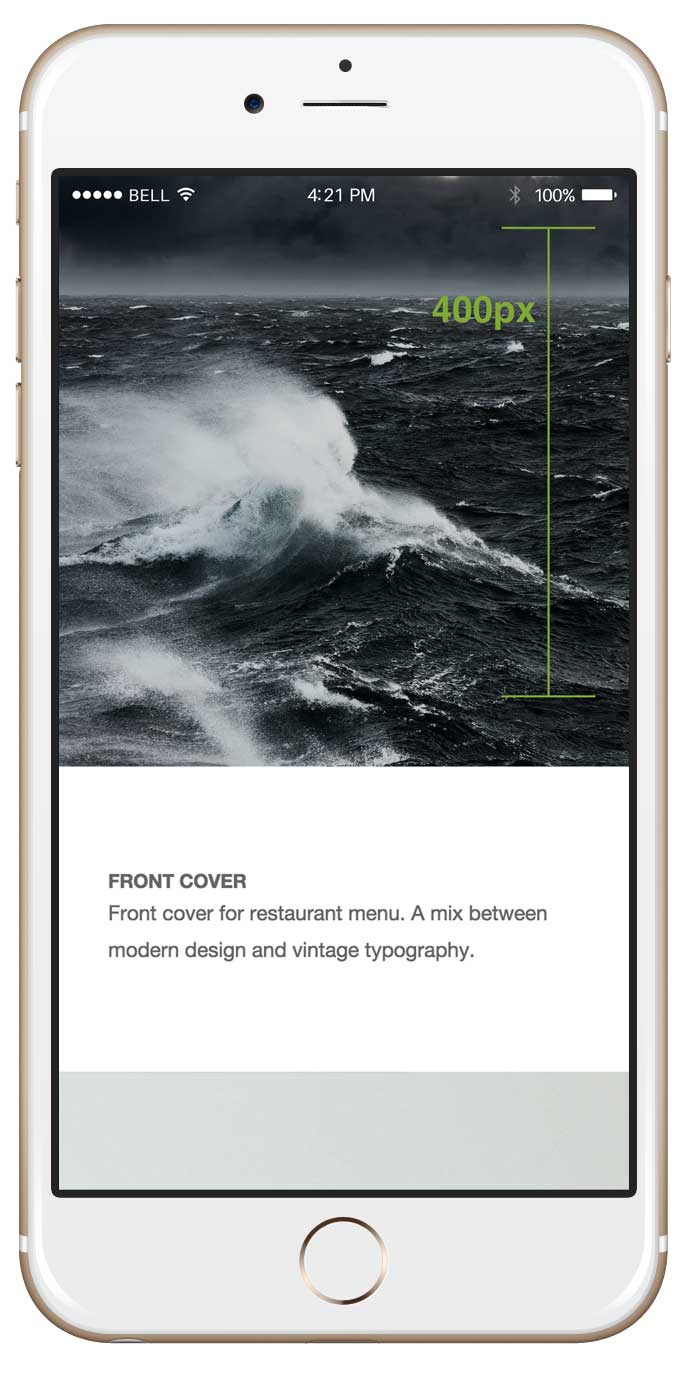 BELL 4:21 PM 100%
400px
FRONT COVER
Front cover for restaurant menu. A mix between
modern design and vintage typography.